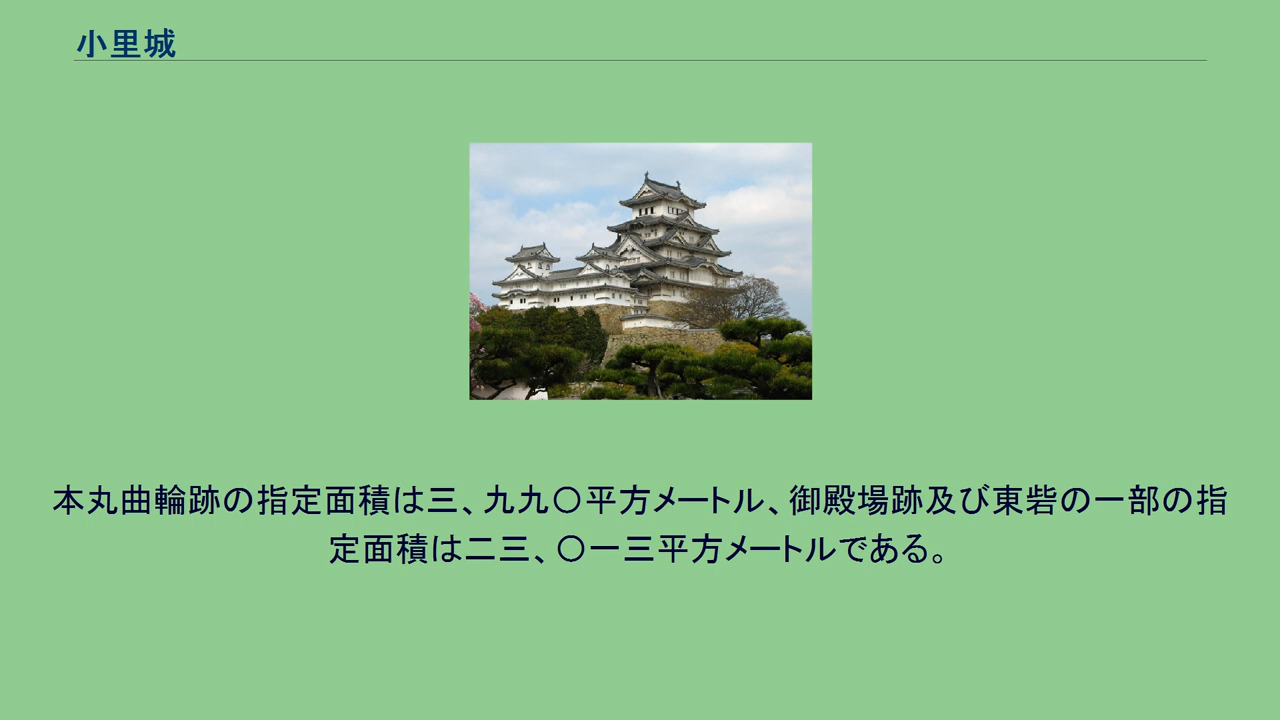 小里城
本丸曲輪跡の指定面積は三、九九〇平方メートル、御殿場跡及び東砦の一部の指
定面積は二三、〇一三平方メートルである。